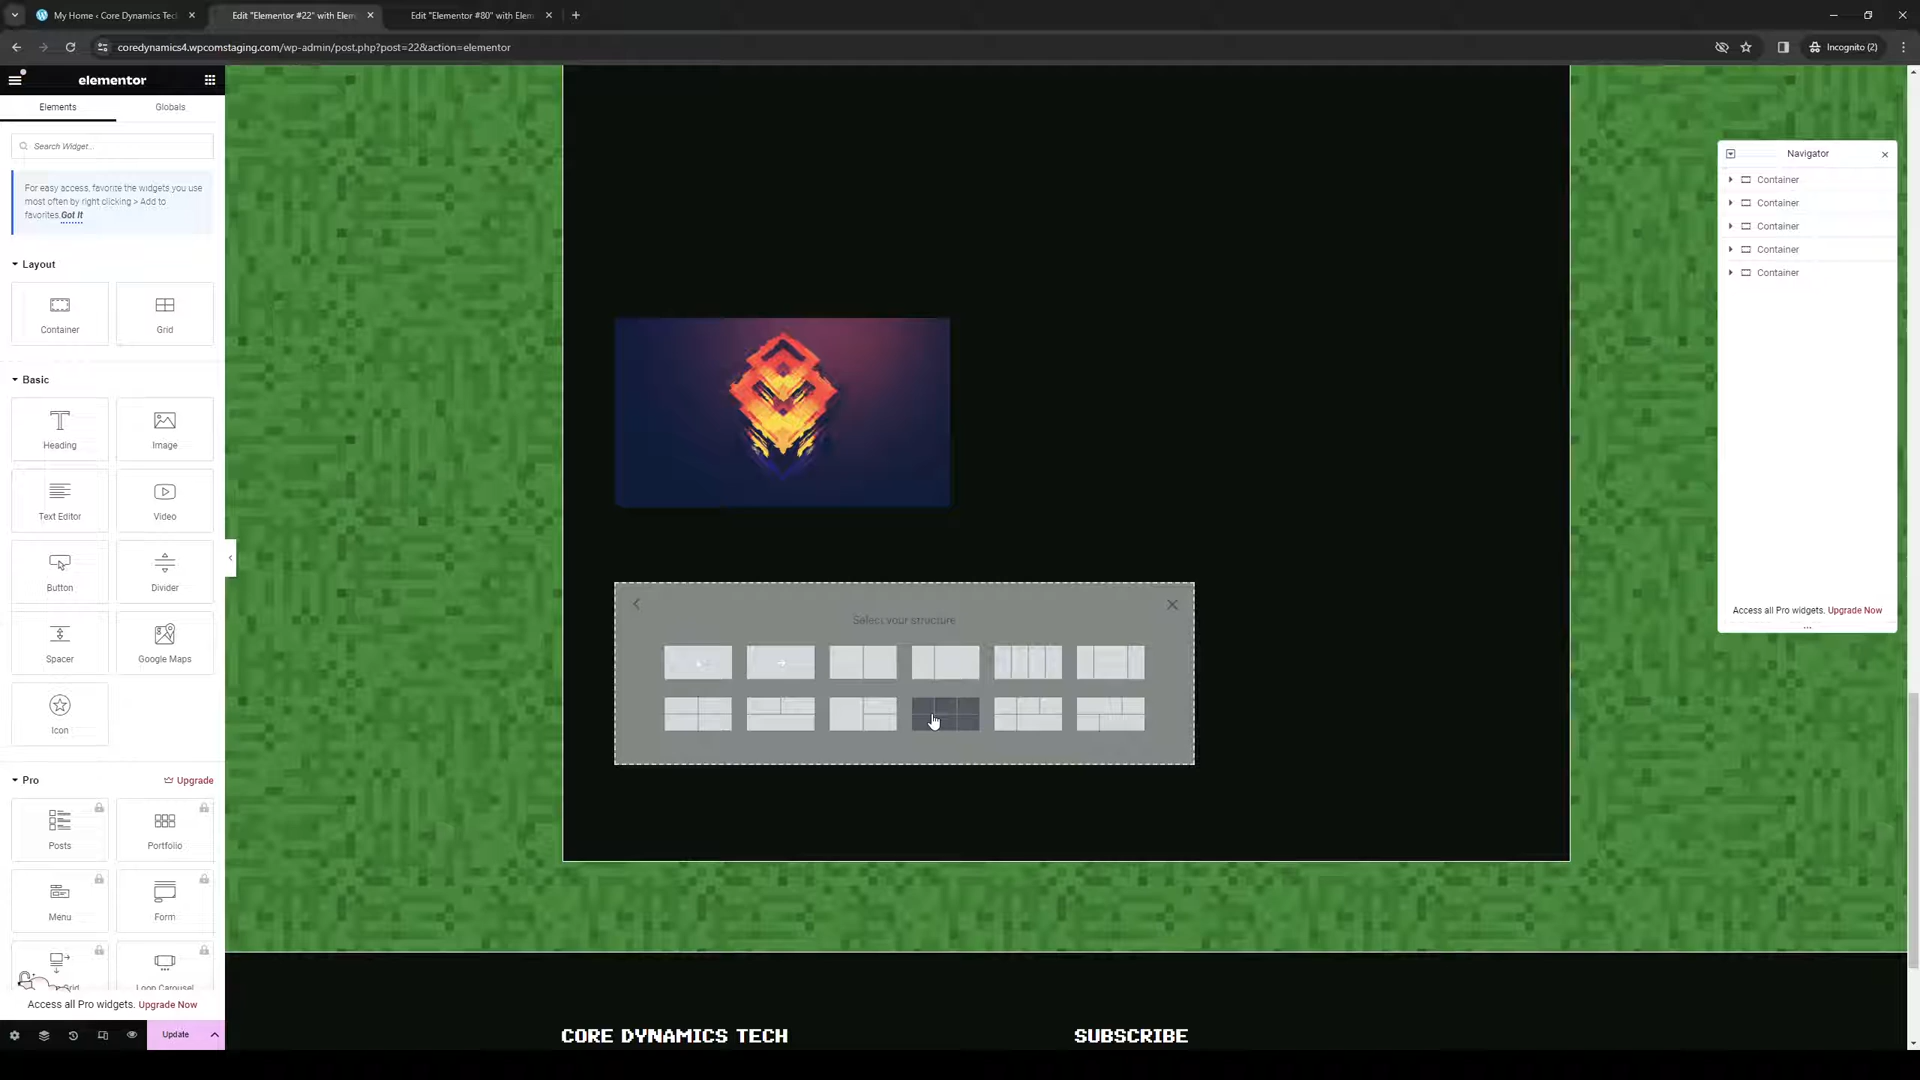 My Home ‹ Core Dynamics Tech
Edit "Elementor #22" with Elem
Edit "Elementor #80" with Elem
coredynamics4.wpcomstaging.com/wp-admin/post.php?post=22&action=elementor
Incognito (2)
elementor
Elements
Globals
Search Widget...
For easy access, favorite the widgets you use
most often by right clicking > Add to
favorites. Got It
Layout
Container
Grid
Basic
Heading
Image
Text Editor
Video
Button
Divider
Spacer
Google Maps
Icon
Pro
Upgrade
Posts
Portfolio
Menu
Form
Loop Carousel
Access all Pro widgets. Upgrade Now
Update
Select your structure
Navigator
Container
Container
Container
Container
Container
Access all Pro widgets. Upgrade Now
CORE DYNAMICS TECH
SUBSCRIBE